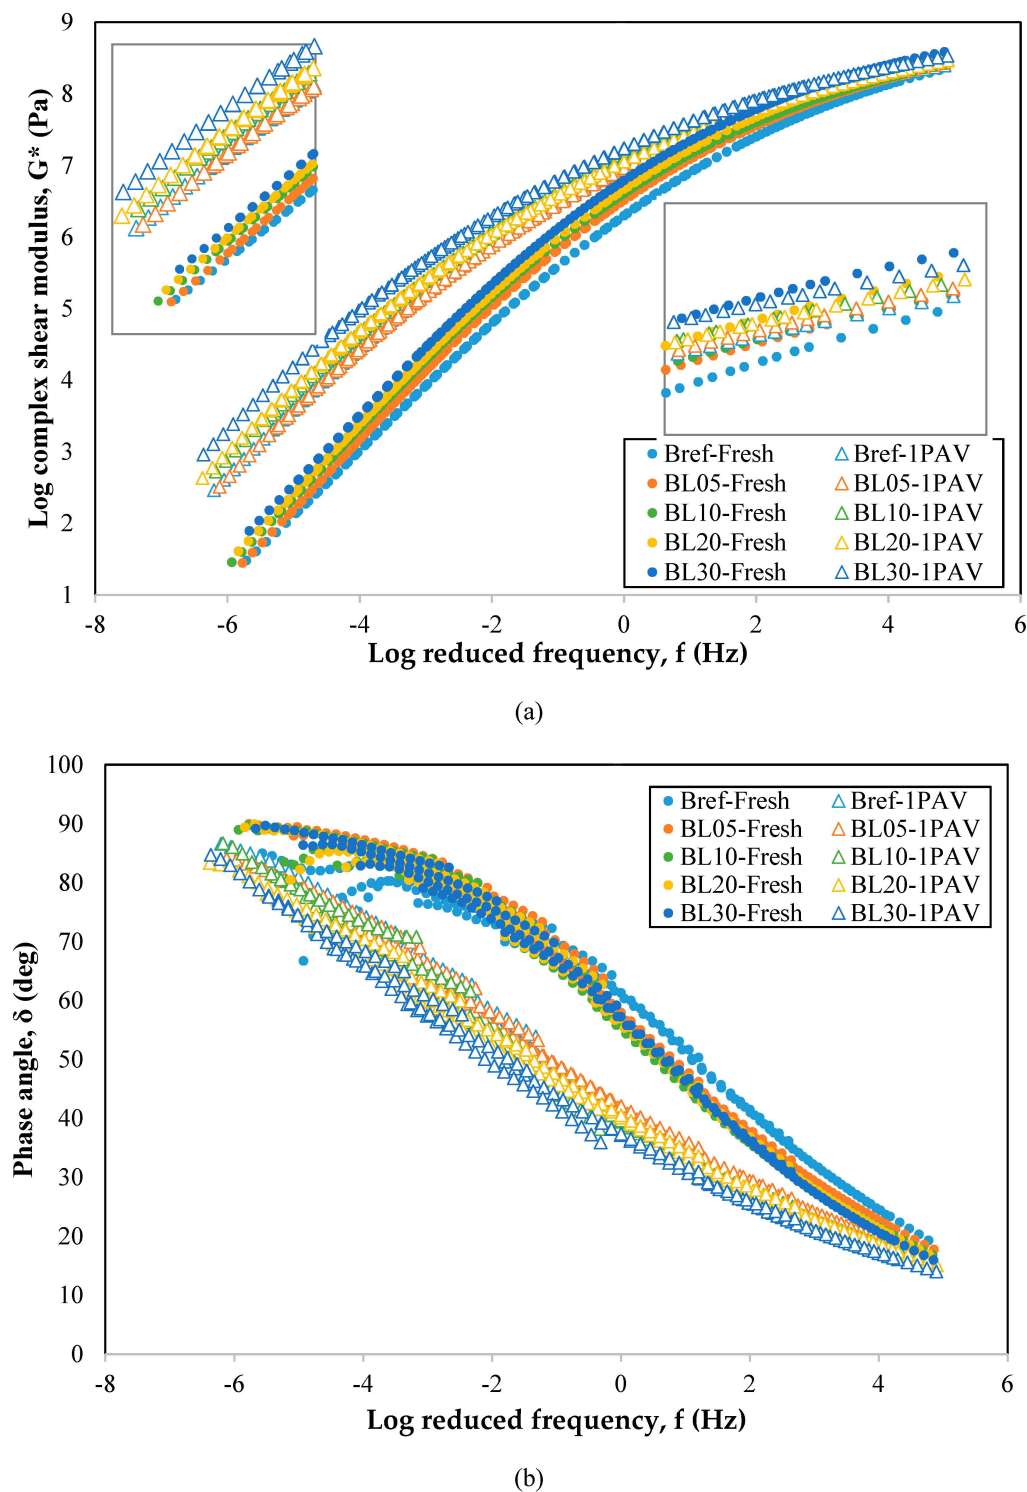 9
8
7
6
5
4
3
2
1
Log complex shear modulus, G* (Pa)
Bref-Fresh Bref-1PAV
BL05-Fresh BL05-1PAV
BL10-Fresh BL10-1PAV
BL20-Fresh BL20-1PAV
BL30-Fresh BL30-1PAV
-8 -6 -4 -2 0 2 4 6
Log reduced frequency, f (Hz)
(a)
100
90
80
70
60
50
40
30
20
10
0
Phase angle, δ (deg)
Bref-Fresh Bref-1PAV
BL05-Fresh BL05-1PAV
BL10-Fresh BL10-1PAV
BL20-Fresh BL20-1PAV
BL30-Fresh BL30-1PAV
-8 -6 -4 -2 0 2 4 6
Log reduced frequency, f (Hz)
(b)